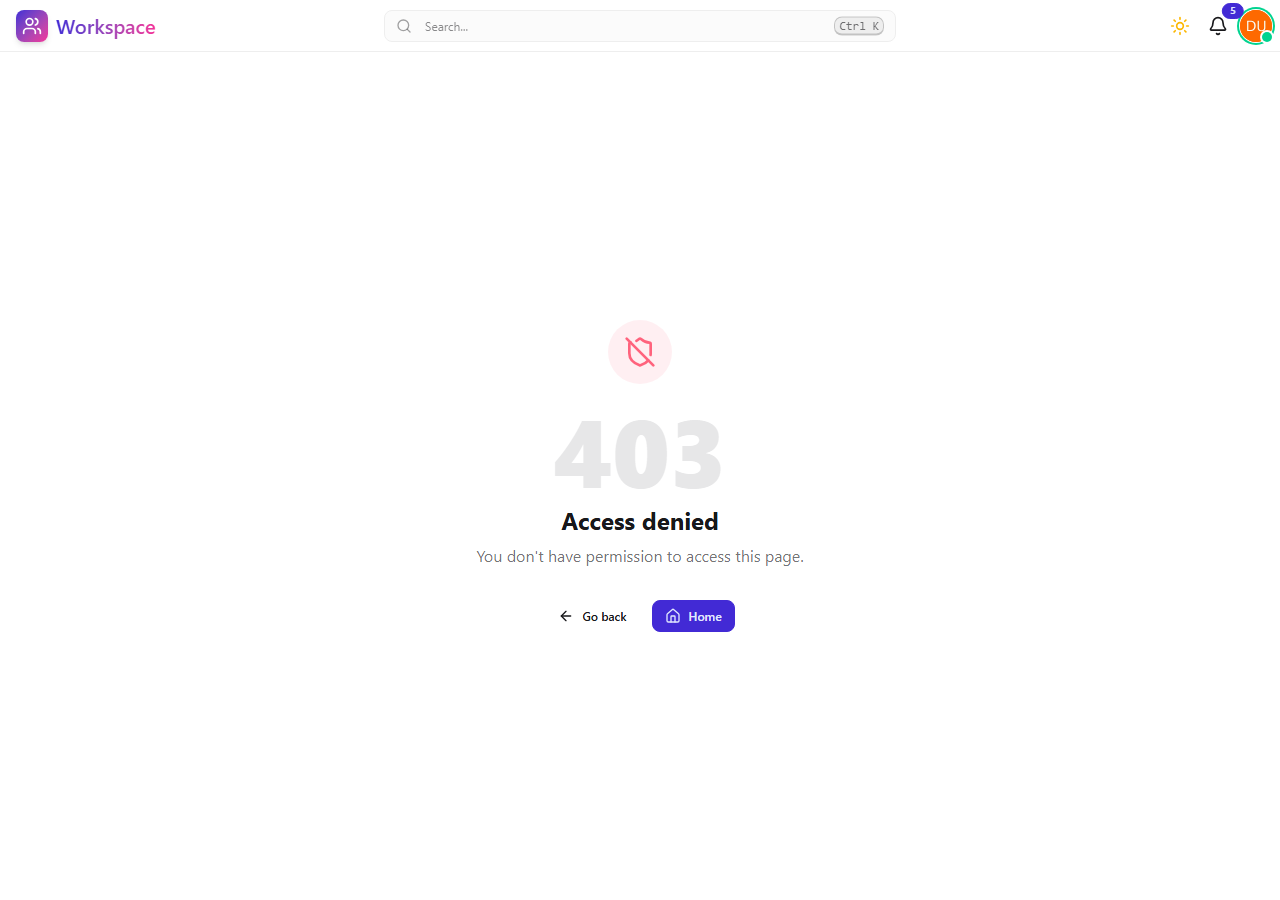 Workspace
Search...
Ctrl K
5
DU
403
Access denied
You don't have permission to access this page.
Go back
Home